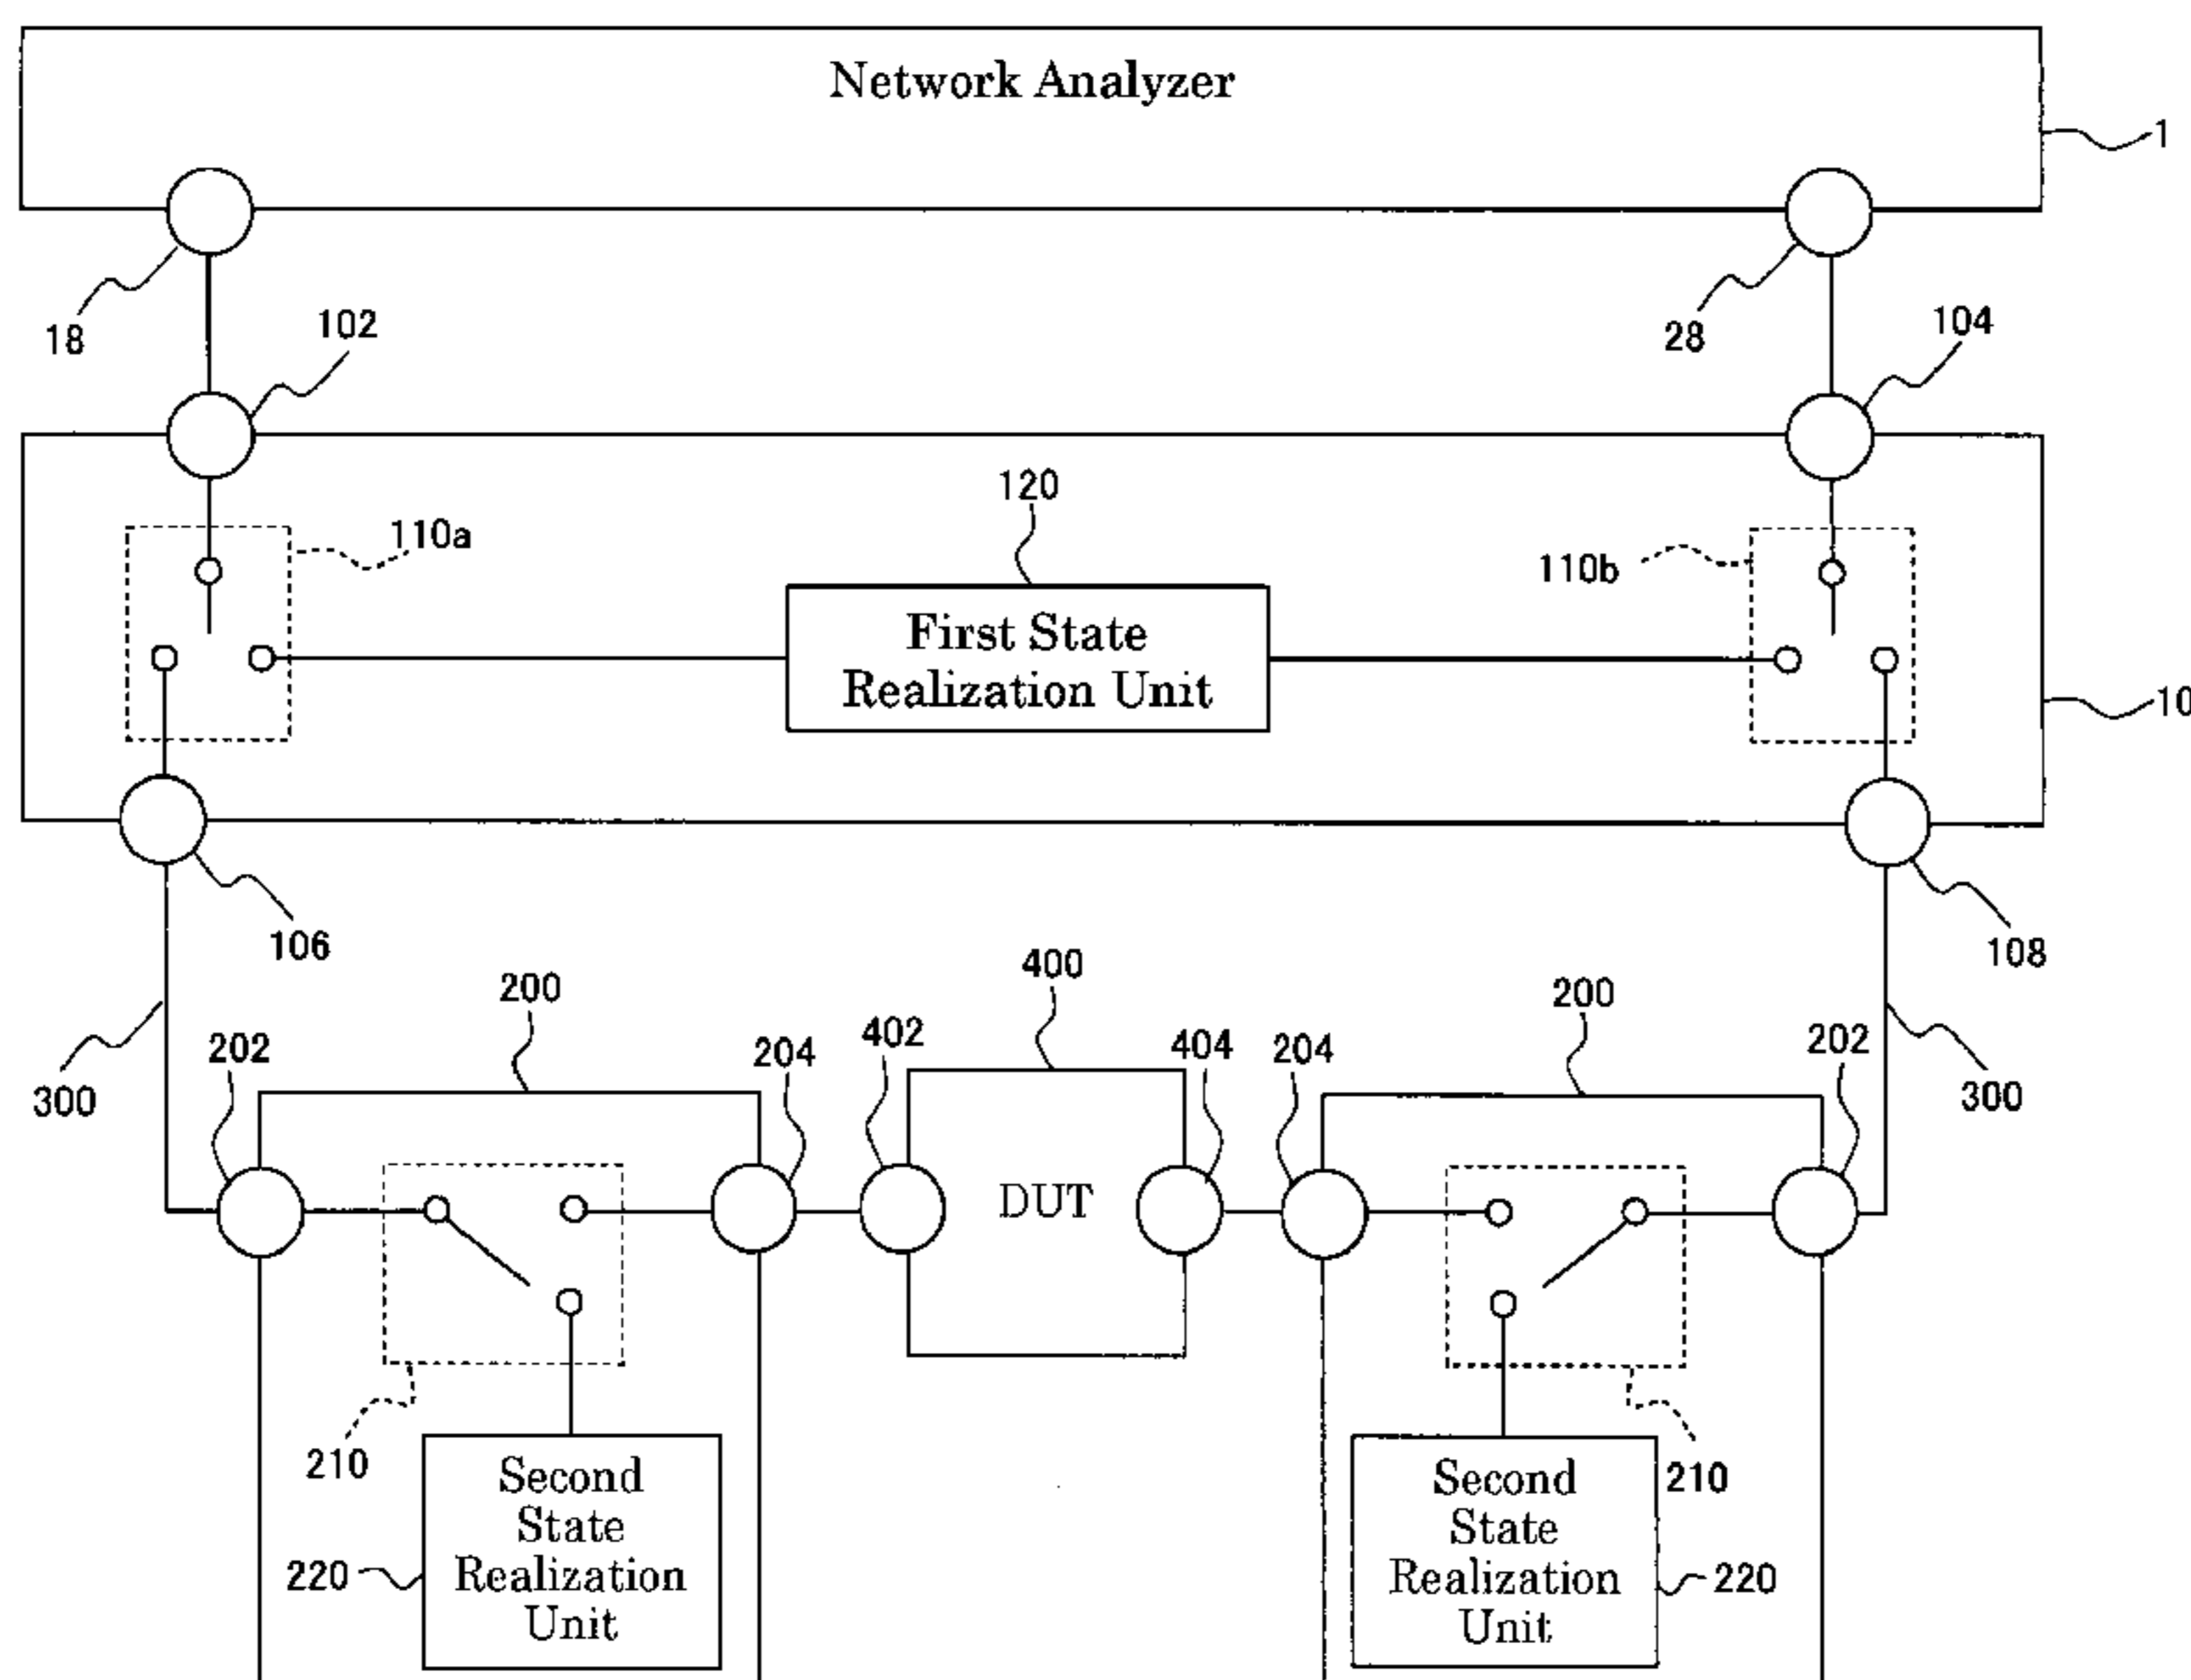 Network Analyzer
1
18
102
28
104
120
110a
110b
First State
Realization Unit
10
106
108
400
200
200
402
202
204
404
204
202
300
300
DUT
210
210
Second
State
Realization
Unit
Second
State
Realization
Unit
220
220